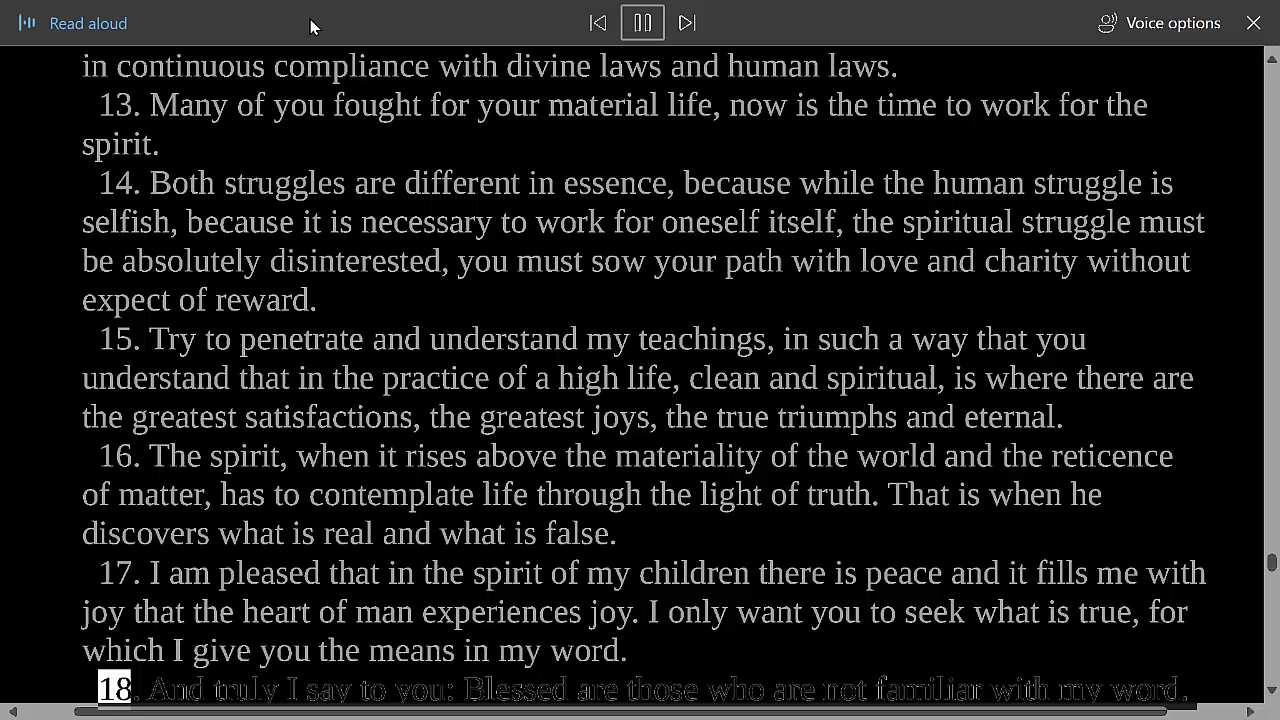 Read aloud
Voice options
in continuous compliance with divine laws and human laws.
13. Many of you fought for your material life, now is the time to work for the
spirit.
14. Both struggles are different in essence, because while the human struggle is
selfish, because it is necessary to work for oneself itself, the spiritual struggle must
be absolutely disinterested, you must sow your path with love and charity without
expect of reward.
15. Try to penetrate and understand my teachings, in such a way that you
understand that in the practice of a high life, clean and spiritual, is where there are
the greatest satisfactions, the greatest joys, the true triumphs and eternal.
16. The spirit, when it rises above the materiality of the world and the reticence
of matter, has to contemplate life through the light of truth. That is when he
discovers what is real and what is false.
17. I am pleased that in the spirit of my children there is peace and it fills me with
joy that the heart of man experiences joy. I only want you to seek what is true, for
which I give you the means in my word.
18. And truly I say to you: Blessed are those who are not familiar with my word.